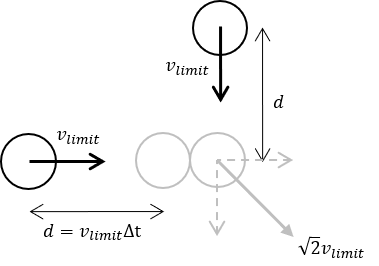 v_limit
d
v_limit
d = v_limit Δt
√2v_limit